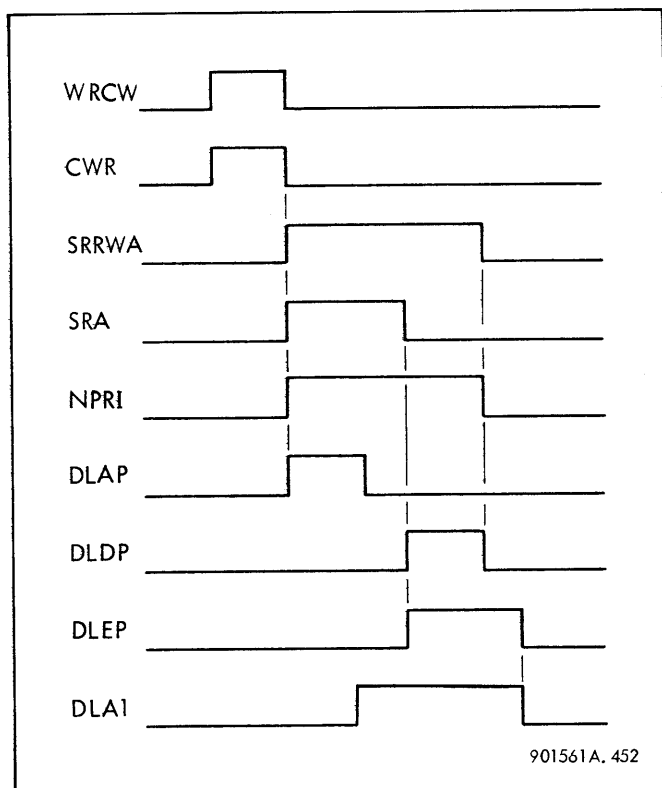 WRCW
CWR
SRRWA
SRA
NPRI
DLAP
DLDP
DLEP
DLA1
901561A. 452